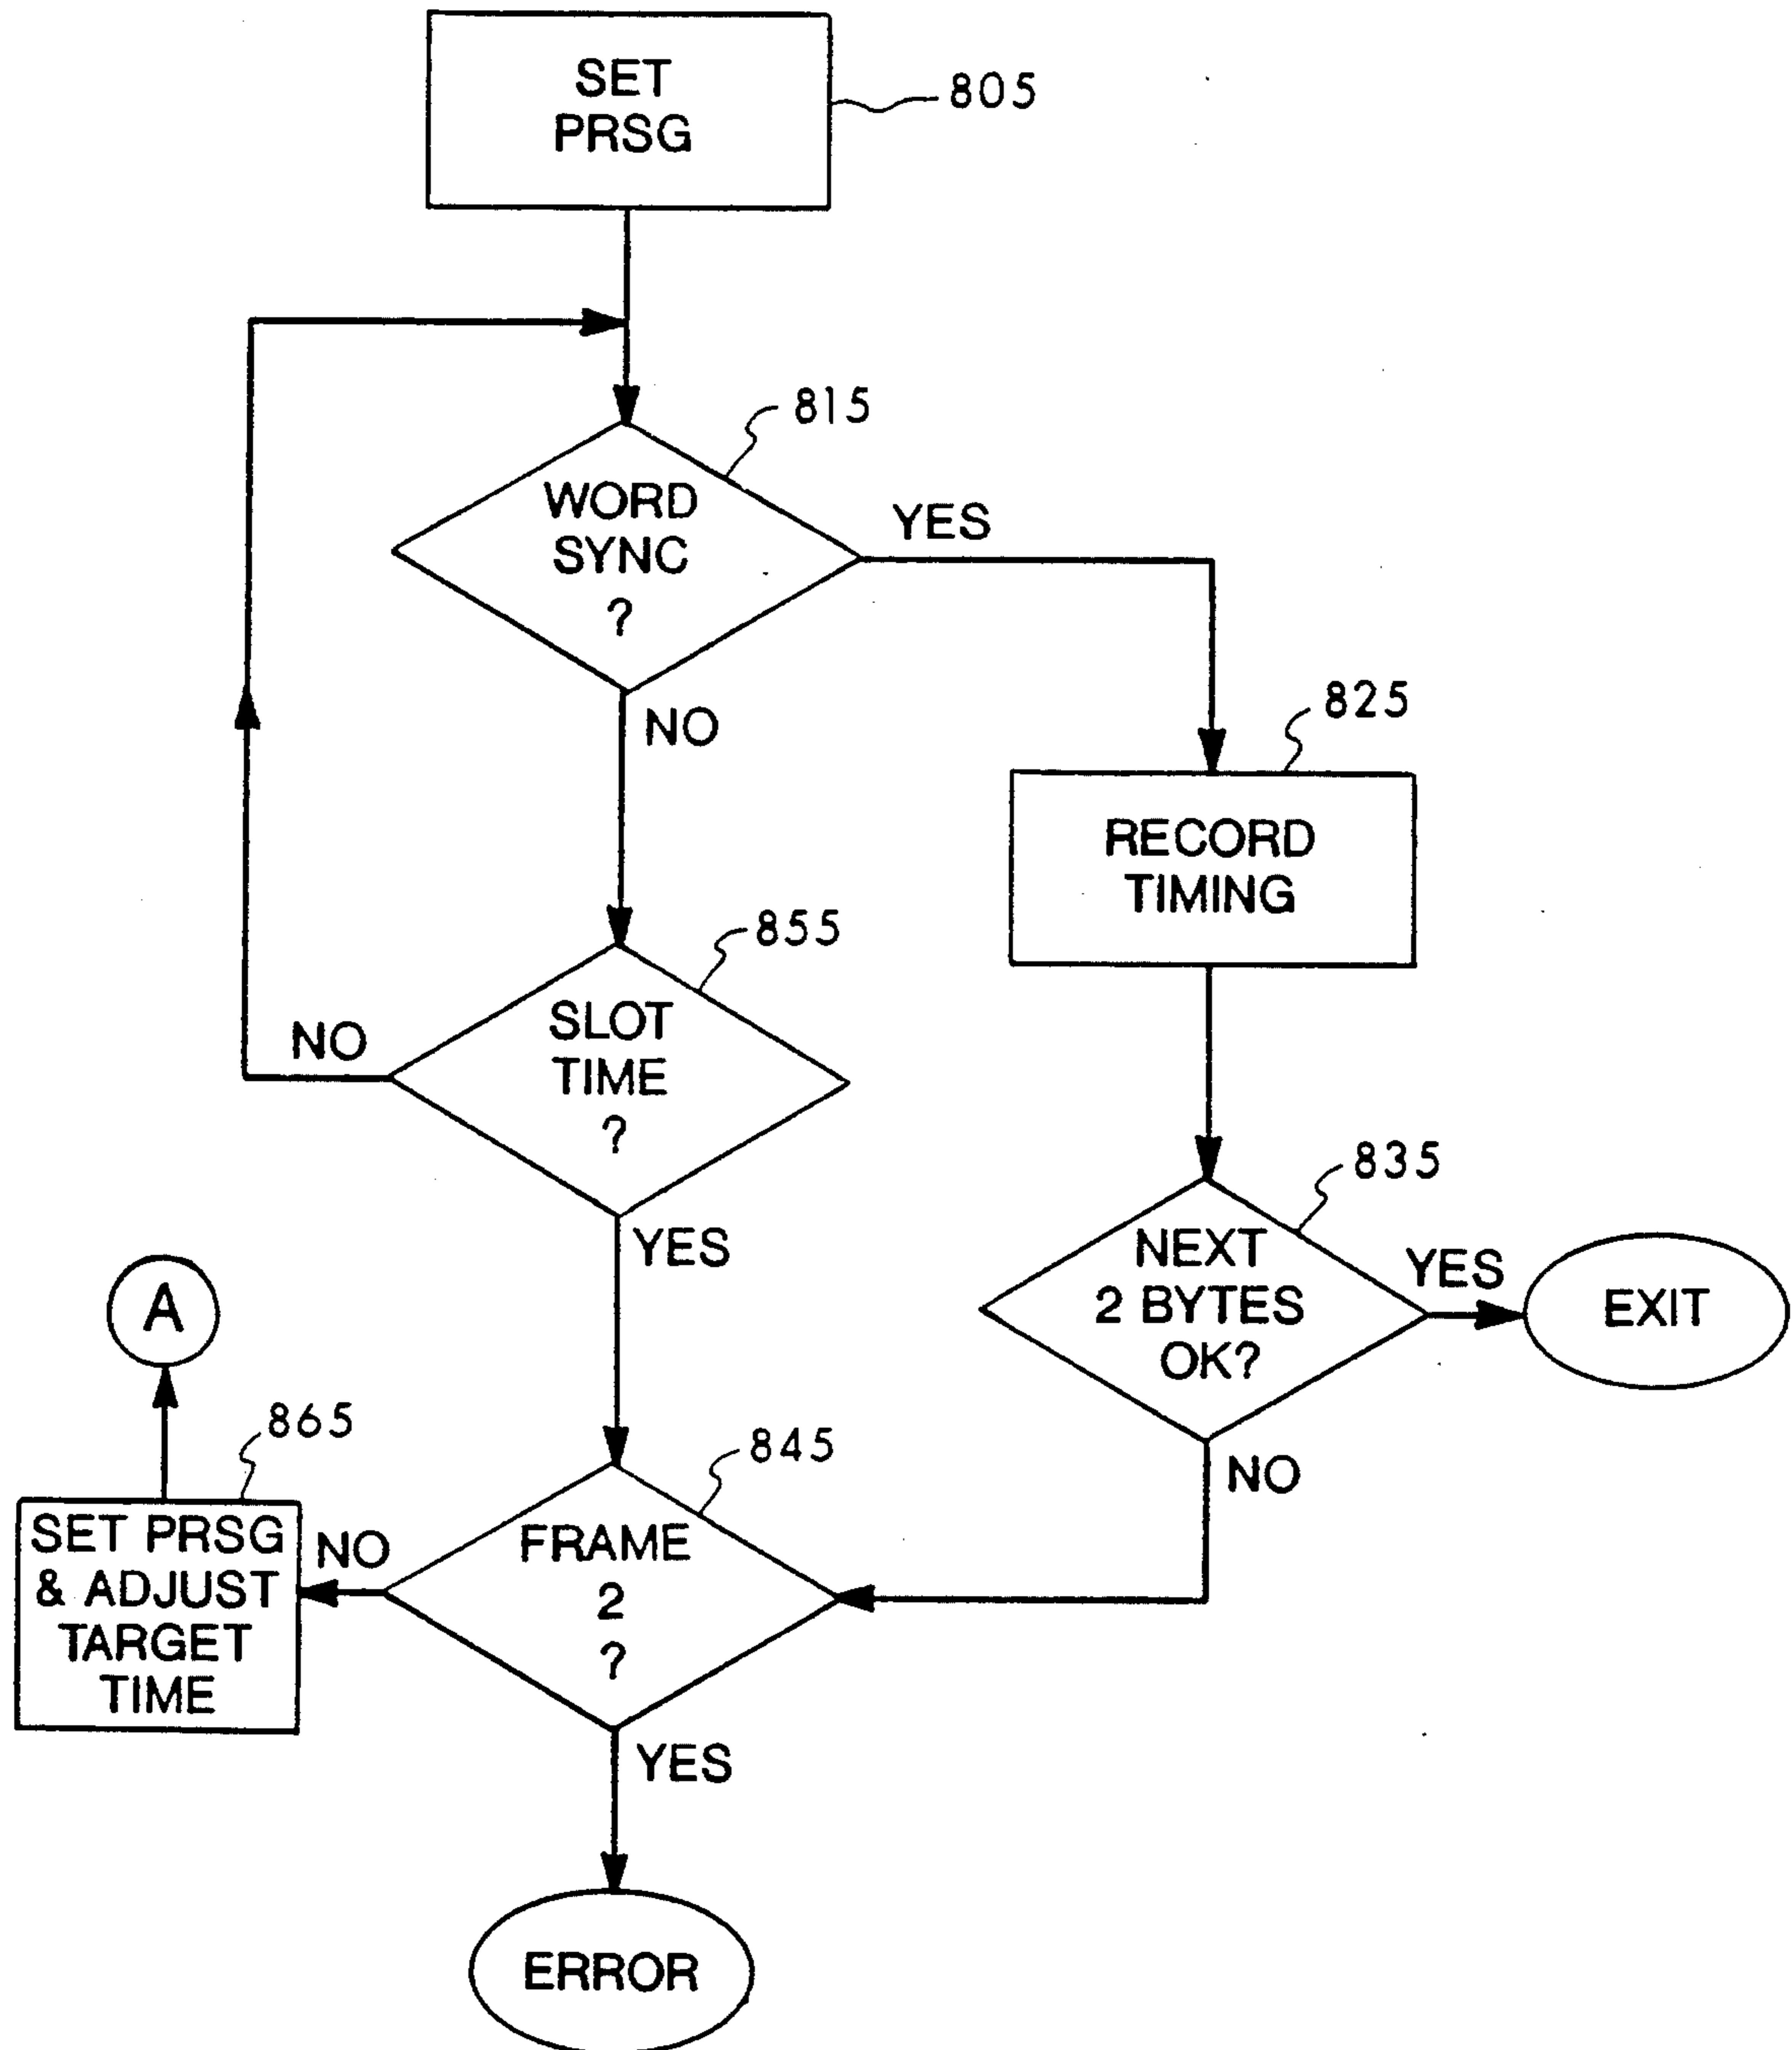 SET
PRSG
805
815
WORD
SYNC
?
YES
NO
825
RECORD
TIMING
855
SLOT
TIME
?
NO
YES
835
NEXT
2 BYTES
OK?
YES
EXIT
NO
A
865
SET PRSG
& ADJUST
TARGET
TIME
NO
845
FRAME
2
?
YES
ERROR